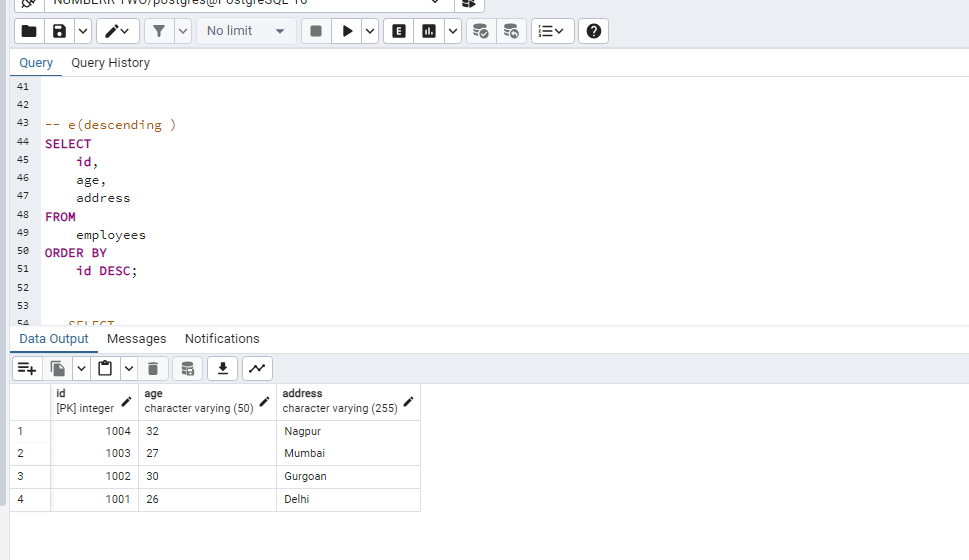 NUMBERR TWO/postgres@PostgreSQL 16
No limit
E
Query Query History
41
42
43 -- e(descending )
44 SELECT
45 id,
46 age,
47 address
48 FROM
49 employees
50 ORDER BY
51 id DESC;
52
53
54 SELECT
Data Output Messages Notifications
id age address
[PK] integer character varying (50) character varying (255)
1 1004 32 Nagpur
2 1003 27 Mumbai
3 1002 30 Gurgoan
4 1001 26 Delhi